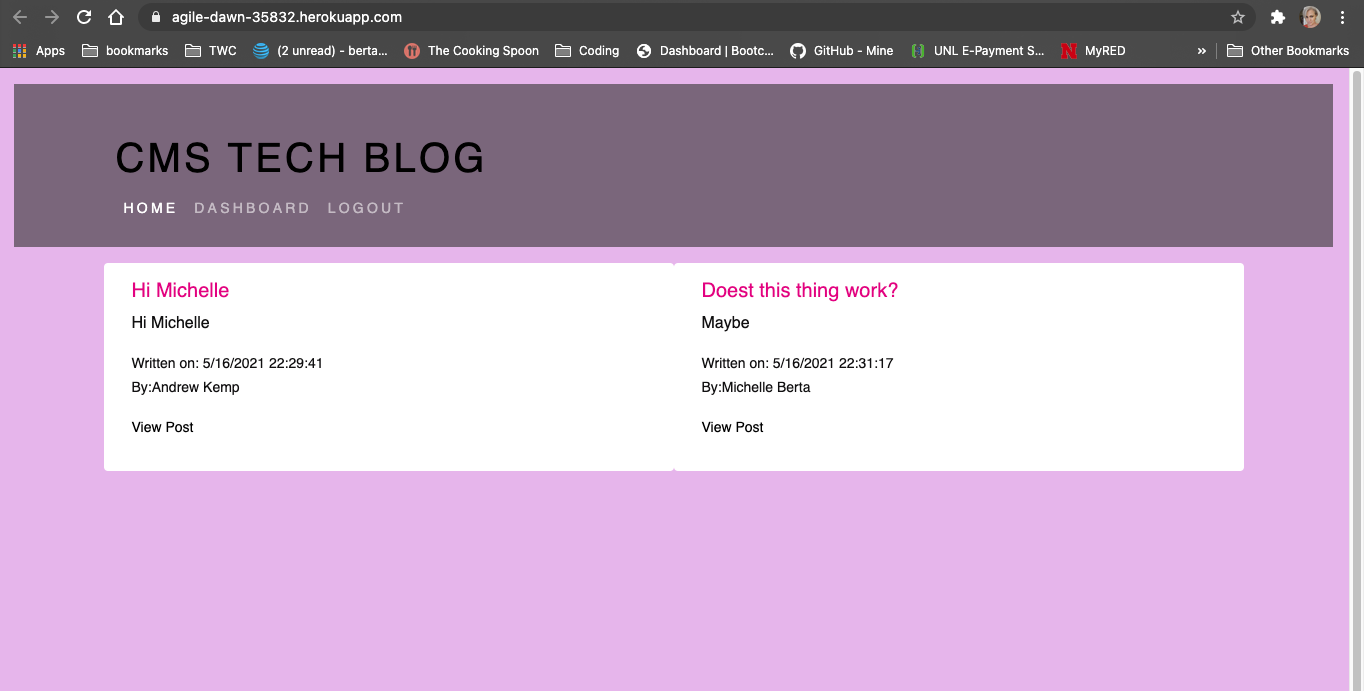 agile-dawn-35832.herokuapp.com
Apps bookmarks TWC (2 unread) - berta... The Cooking Spoon Coding Dashboard | Bootc... GitHub - Mine UNL E-Payment S... N MyRED » Other Bookmarks
CMS TECH BLOG
HOME DASHBOARD LOGOUT
Hi Michelle
Hi Michelle
Written on: 5/16/2021 22:29:41
By:Andrew Kemp
View Post
Doest this thing work?
Maybe
Written on: 5/16/2021 22:31:17
By:Michelle Berta
View Post